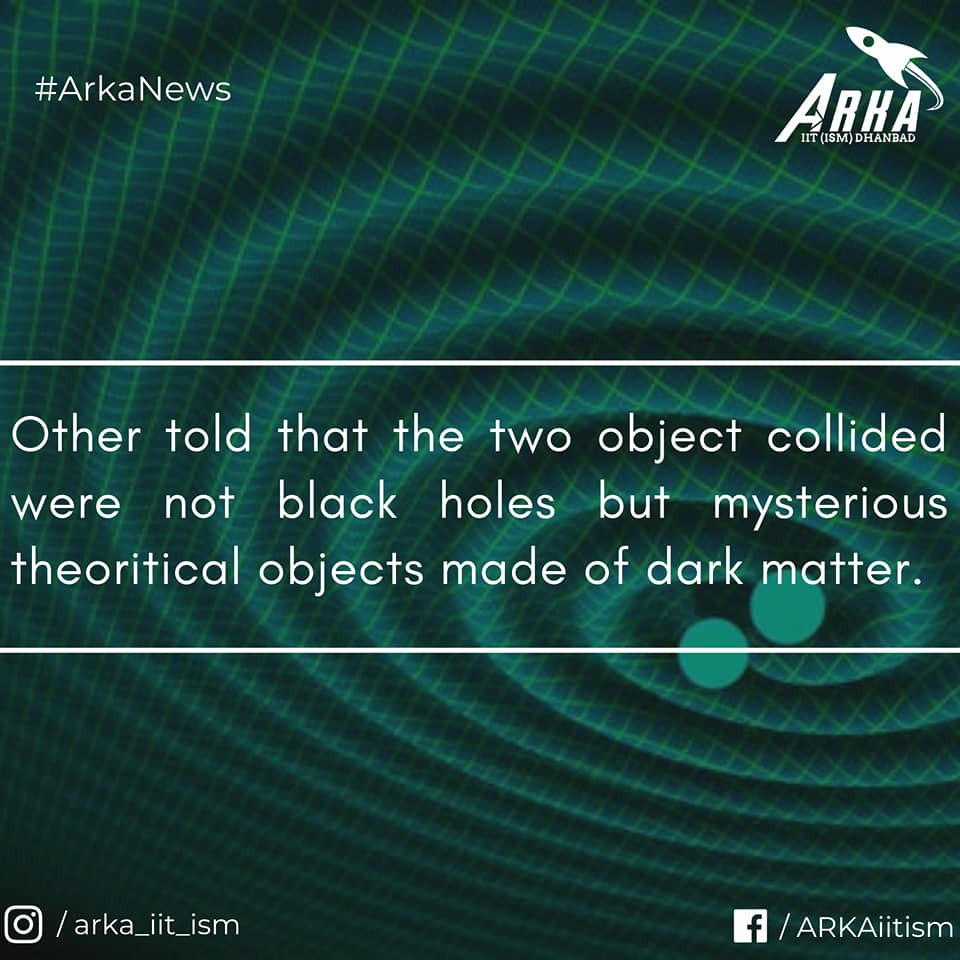 #ArkaNews
ARKA
IIT (ISM) DHANBAD
Other told that the two object collided
were not black holes but mysterious
theoritical objects made of dark matter.
/ arka_iit_ism
/ ARKAiitism